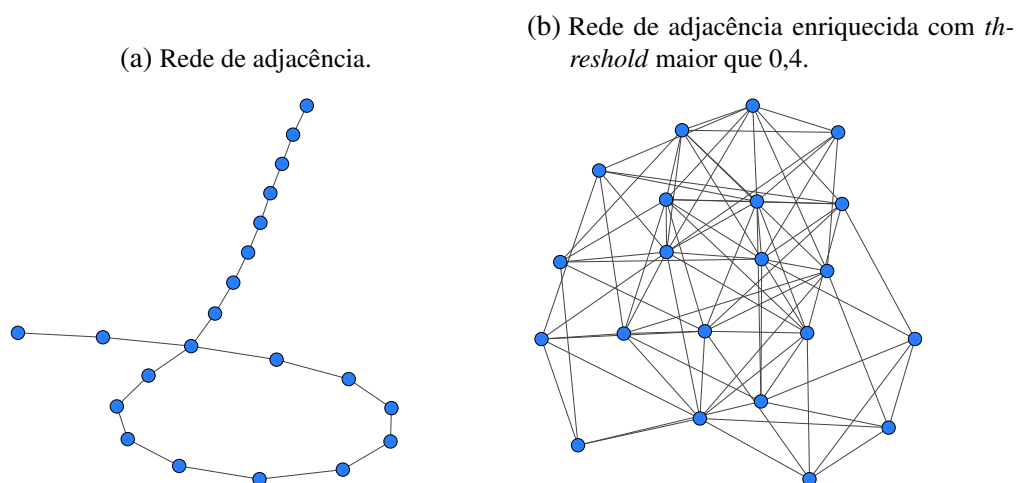 (a) Rede de adjacência.
(b) Rede de adjacência enriquecida com th-
reshold maior que 0,4.